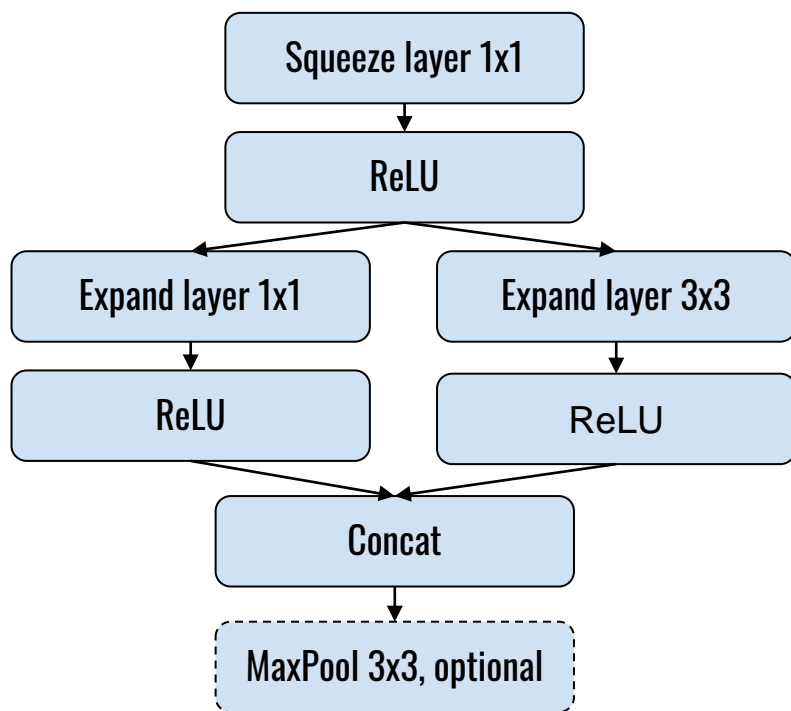 Squeeze layer 1x1
ReLU
Expand layer 1x1
Expand layer 3x3
ReLU
ReLU
Concat
MaxPool 3x3, optional